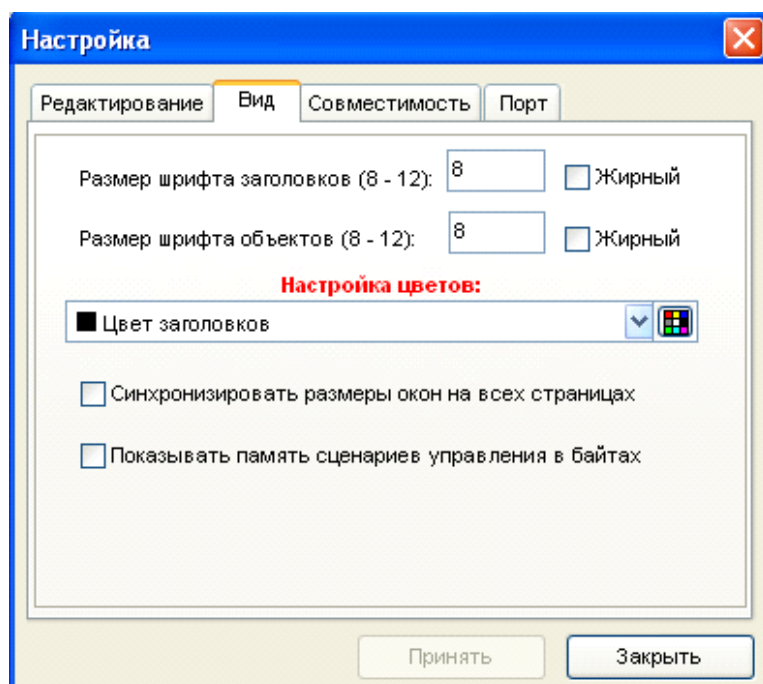 Настройка
Редактирование Вид Совместимость Порт
Размер шрифта заголовков (8 - 12): 8 Жирный
Размер шрифта объектов (8 - 12): 8 Жирный
Настройка цветов:
Цвет заголовков
Синхронизировать размеры окон на всех страницах
Показывать память сценариев управления в байтах
Принять Закрыть